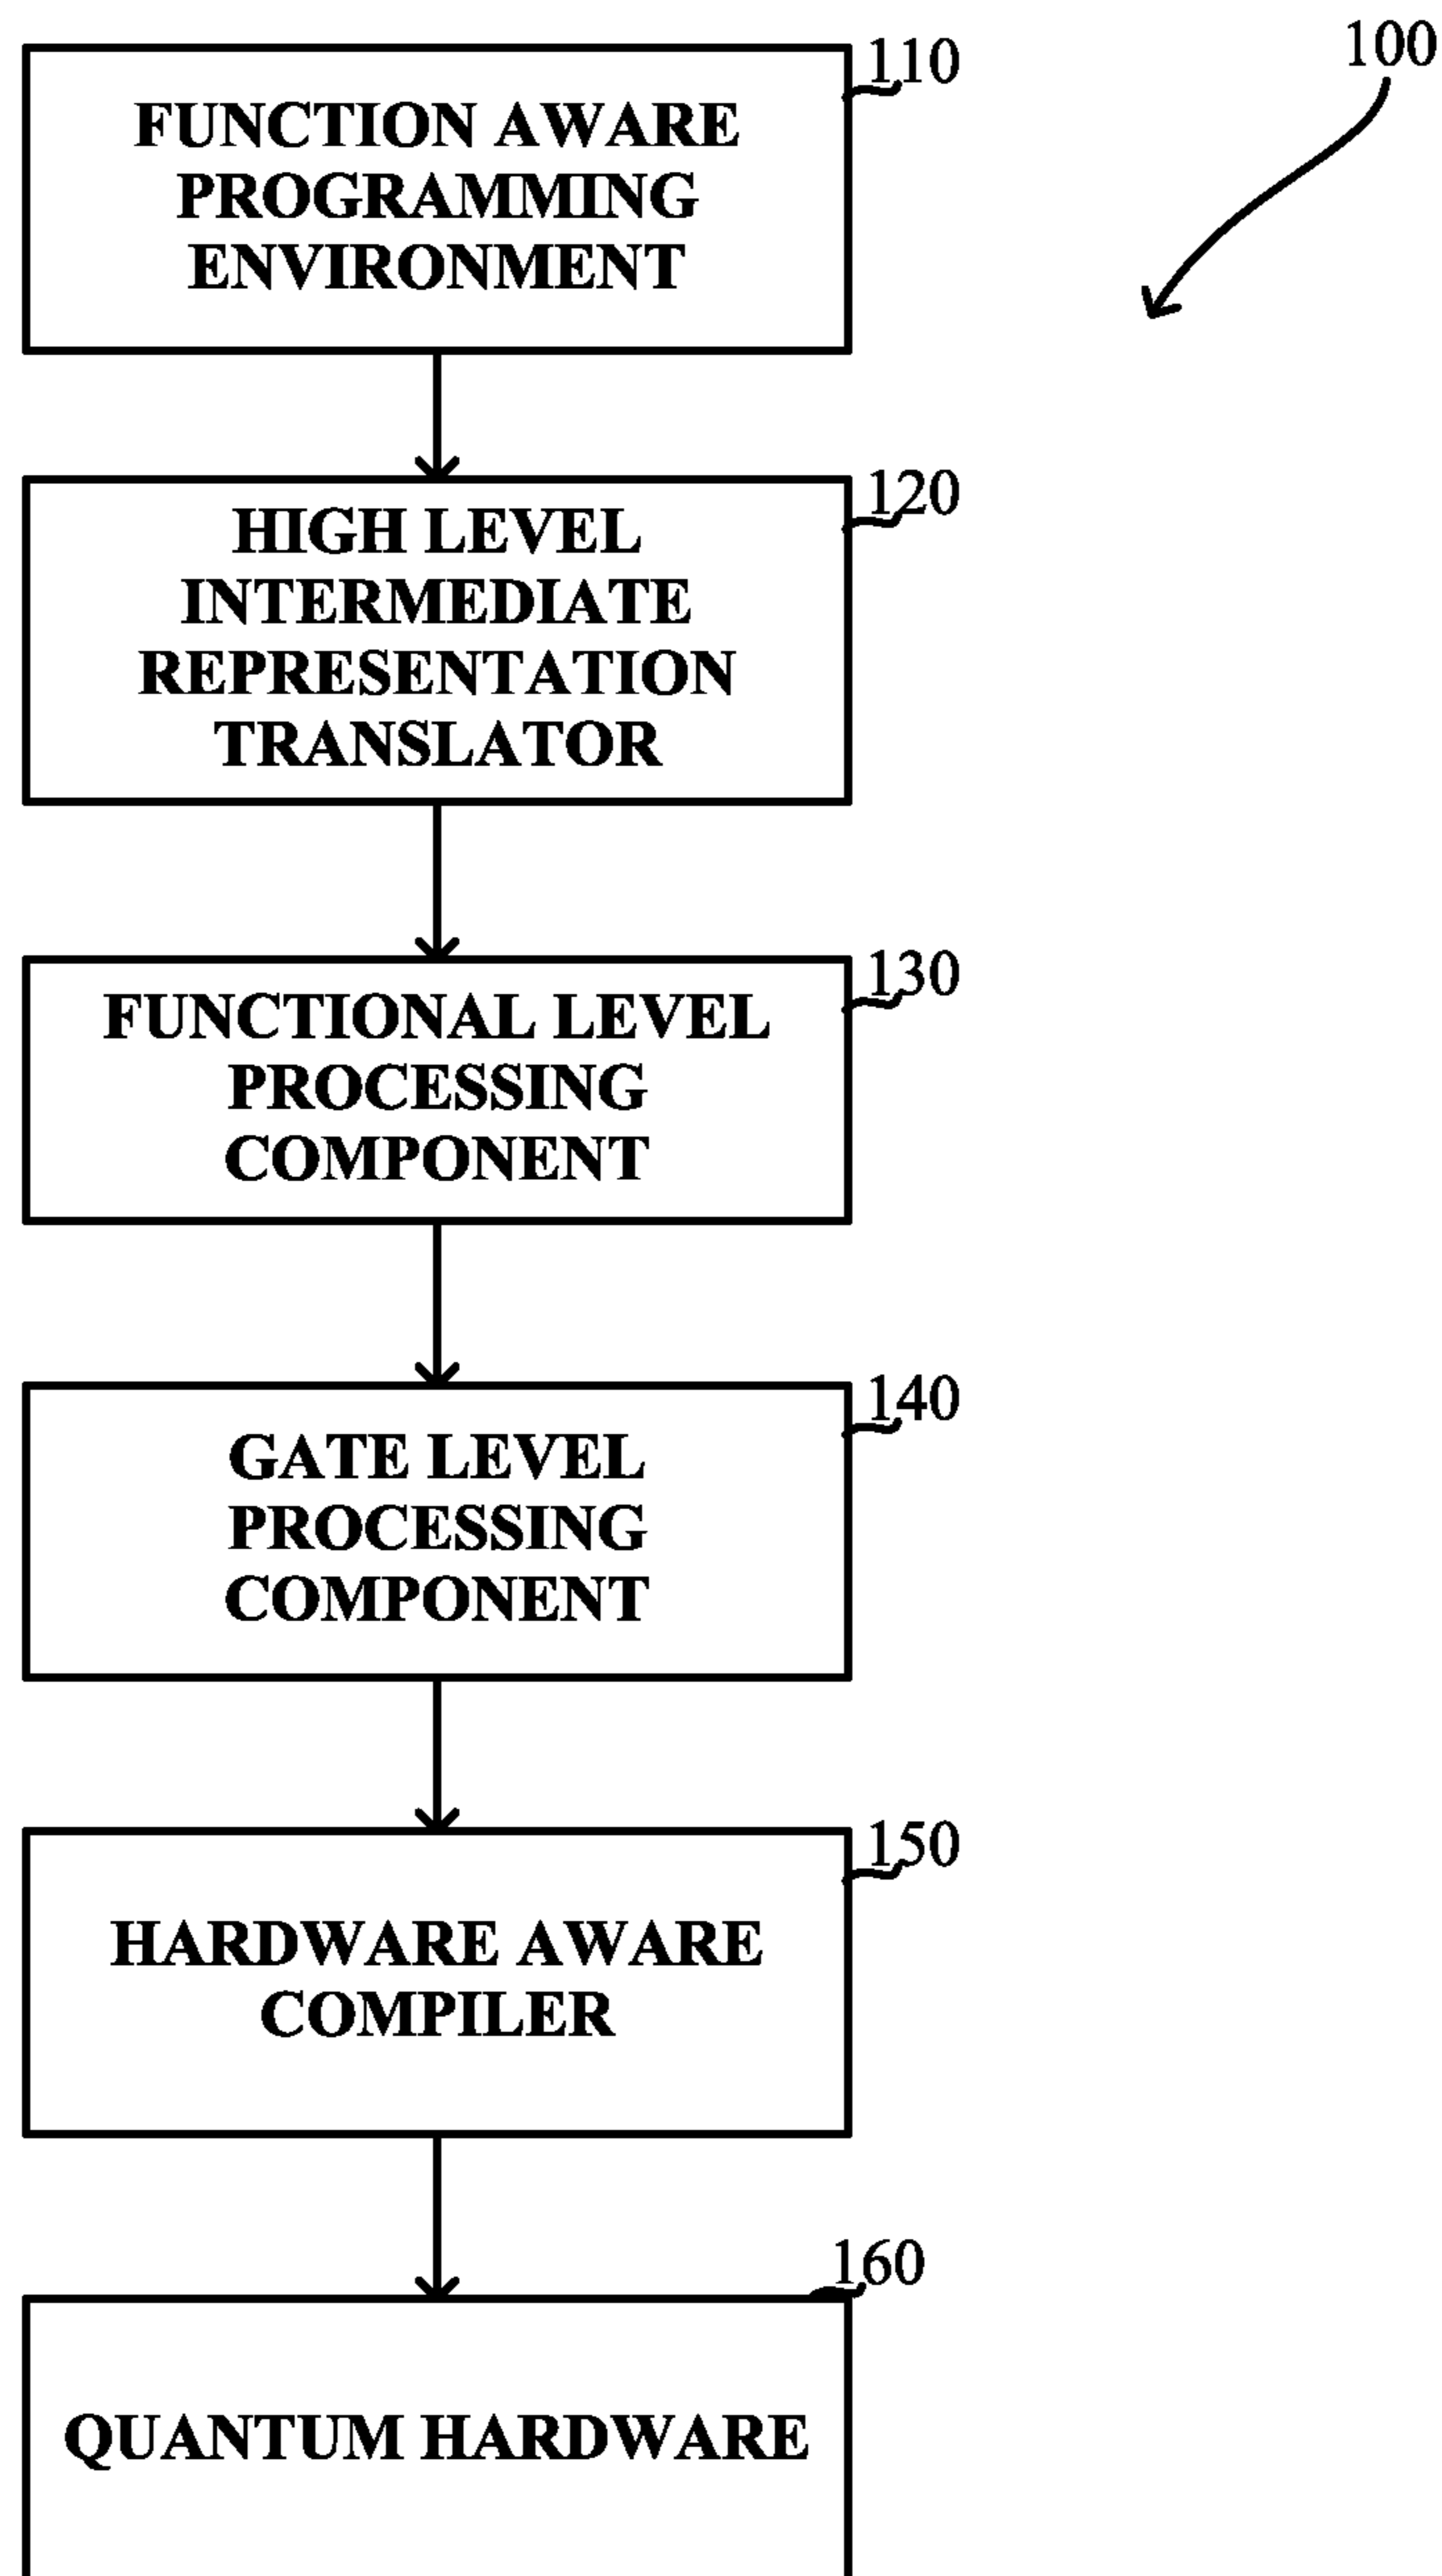 100
110
FUNCTION AWARE
PROGRAMMING
ENVIRONMENT
120
HIGH LEVEL
INTERMEDIATE
REPRESENTATION
TRANSLATOR
130
FUNCTIONAL LEVEL
PROCESSING
COMPONENT
140
GATE LEVEL
PROCESSING
COMPONENT
150
HARDWARE AWARE
COMPILER
160
QUANTUM HARDWARE